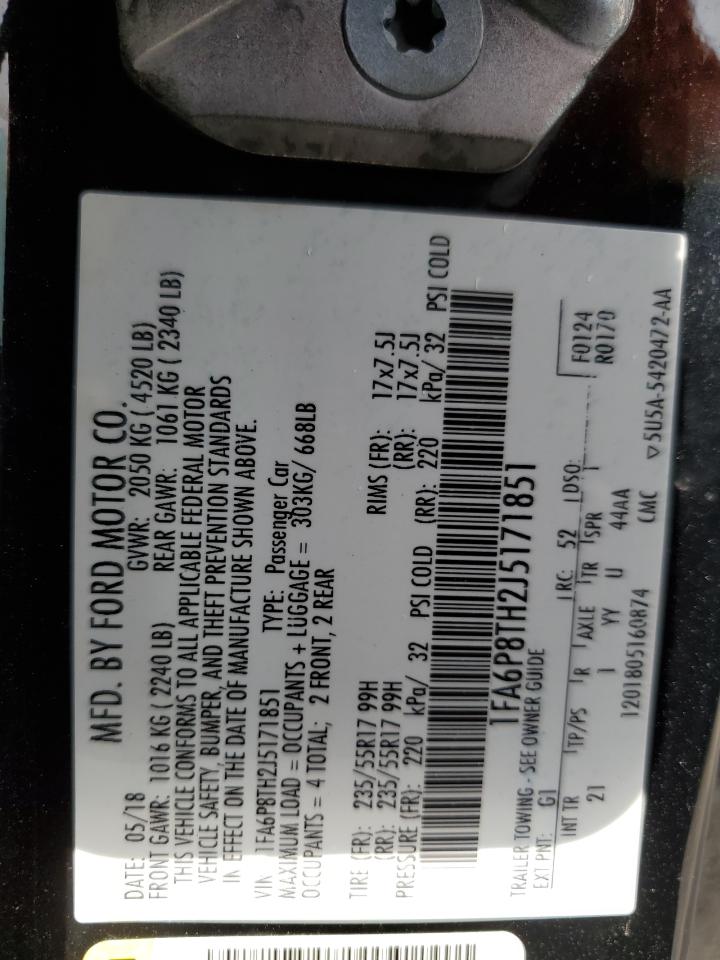 MFD. BY FORD MOTOR CO.
DATE: 05/18 GVWR: 2050 KG ( 4520 LB)
FRONT GAWR: 1016 KG ( 2240 LB) REAR GAWR: 1061 KG ( 2340 LB)
THIS VEHICLE CONFORMS TO ALL APPLICABLE FEDERAL MOTOR
VEHICLE SAFETY, BUMPER, AND THEFT PREVENTION STANDARDS
IN EFFECT ON THE DATE OF MANUFACTURE SHOWN ABOVE.
VIN 1FA6P8TH2J5171851 TYPE: Passenger Car
MAXIMUM LOAD = OCCUPANTS + LUGGAGE = 303KG/ 668LB
OCCUPANTS = 4 TOTAL; 2 FRONT, 2 REAR
TIRE (FR): 235/55R17 99H RIMS (FR): 17x7.5J
(RR): 235/55R17 99H (RR): 17x7.5J
PRESSURE (FR): 220 kPa/ 32 PSI COLD (RR): 220 kPa/ 32 PSI COLD
1FA6P8TH2J5171851
TRAILER TOWING - SEE OWNER GUIDE
EXT PNT: G1 RC: 52 DSO: F0124
INT TR TP/PS R AXLE TR SPR R0170
21 1 YY U 44AA
1201805160874 CMC ▽5U5A-5420472-AA